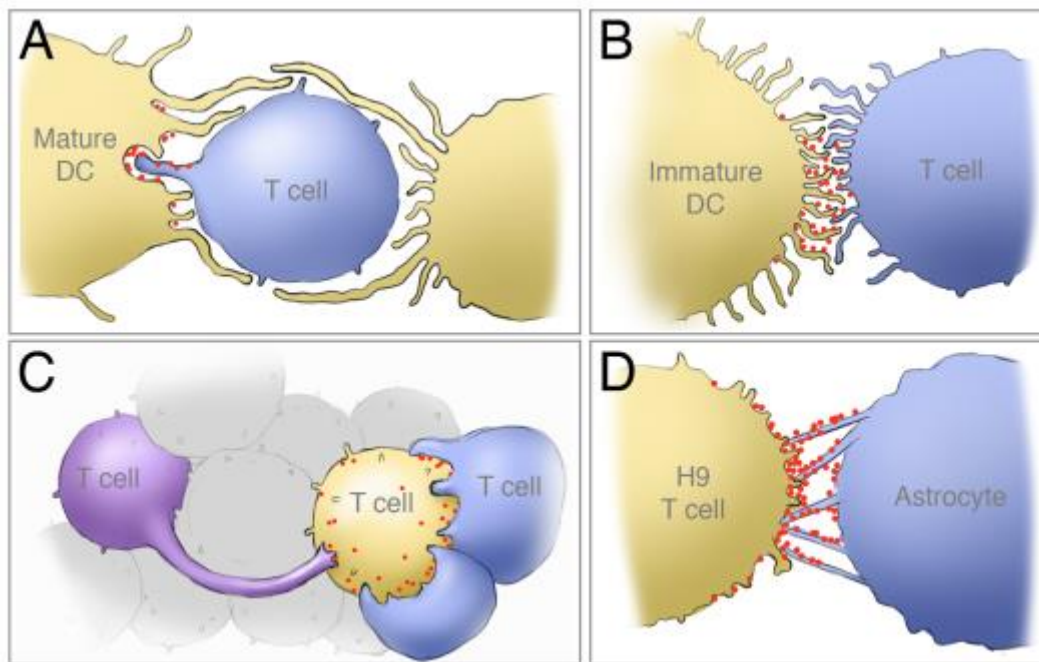 A
Mature
DC
T cell
B
Immature
DC
T cell
C
T cell
T cell
T cell
D
H9
T cell
Astrocyte